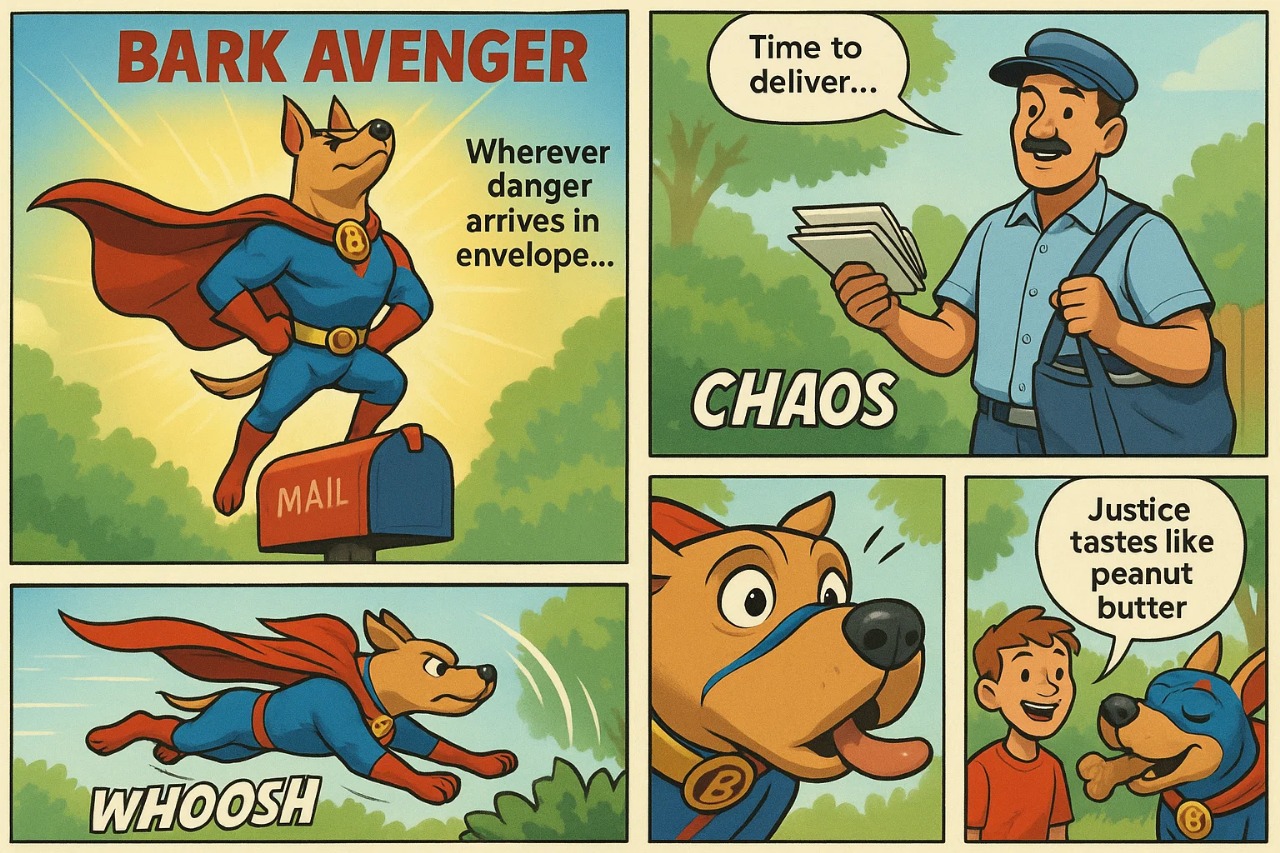 BARK AVENGER
Wherever
danger
arrives in
envelope...
B
MAIL
Time to
deliver...
CHAOS
WHOOSH
B
Justice
tastes like
peanut
butter
B